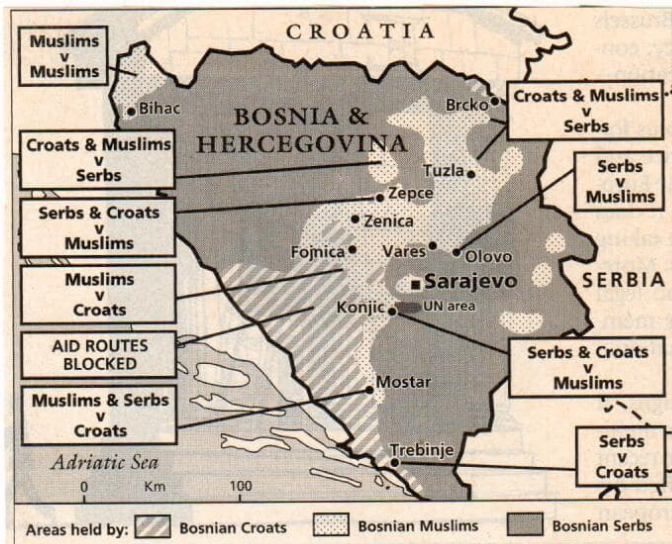 Brussels
CROATIA
Muslims
v
Muslims
Bihac
BOSNIA &
HERCEGOVINA
Brcko
Croats & Muslims
v
Serbs
Croats & Muslims
v
Serbs
Tuzla
Serbs
v
Muslims
Zepce
Serbs & Croats
v
Muslims
Zenica
Fojnica
Vares
Olovo
Muslims
v
Croats
Sarajevo
SERBIA
Konjic
UN area
AID ROUTES
BLOCKED
Serbs & Croats
v
Muslims
Mostar
Muslims & Serbs
v
Croats
Trebinje
Serbs
v
Croats
Adriatic Sea
0 Km 100
Areas held by: Bosnian Croats Bosnian Muslims Bosnian Serbs